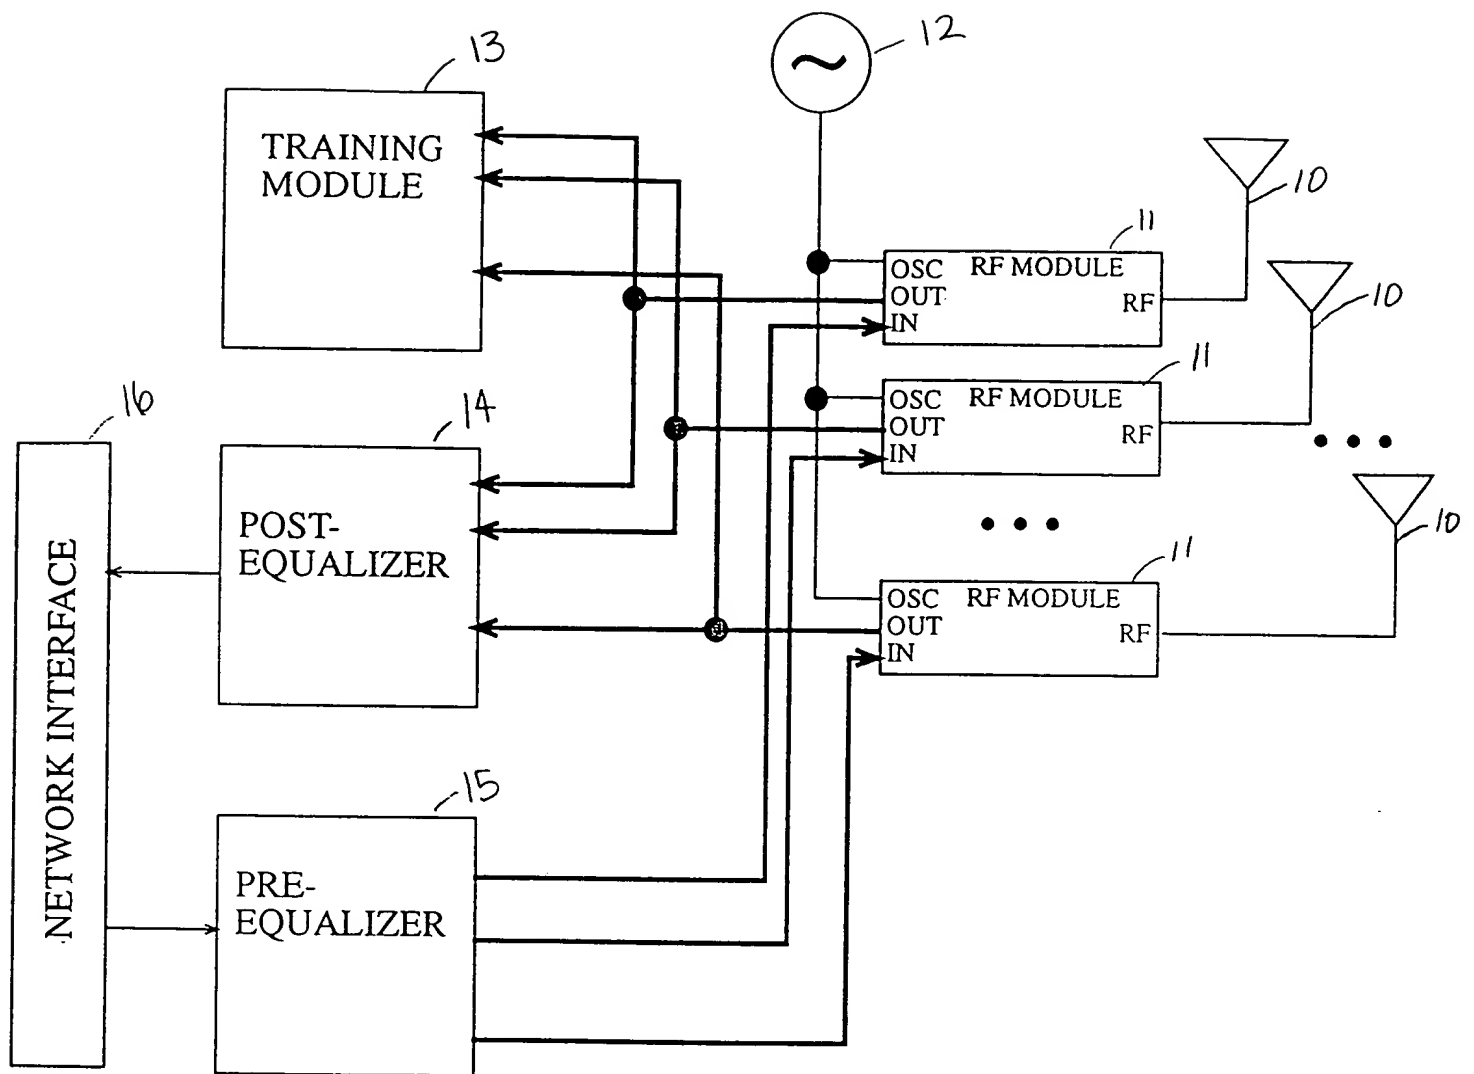 12
13
TRAINING
MODULE
10
11
OSC RF MODULE
OUT
RF
IN
10
11
OSC RF MODULE
OUT
RF
IN
16
14
POST-
EQUALIZER
10
11
OSC RF MODULE
OUT
RF
IN
NETWORK INTERFACE
15
PRE-
EQUALIZER